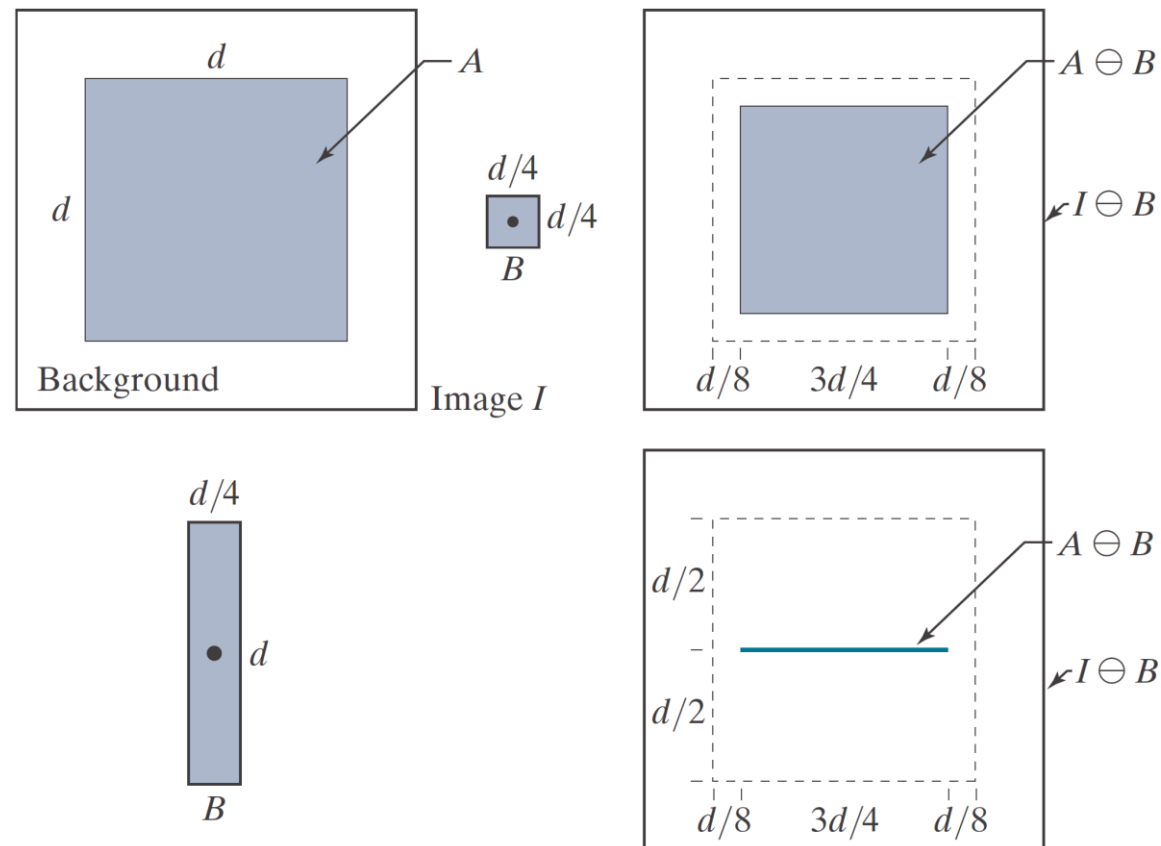 d
A
d
d/4
d/4
B
Background
Image I
A ⊖ B
I ⊖ B
d/8
3d/4
d/8
d/4
d
B
A ⊖ B
d/2
I ⊖ B
d/2
d/8
3d/4
d/8